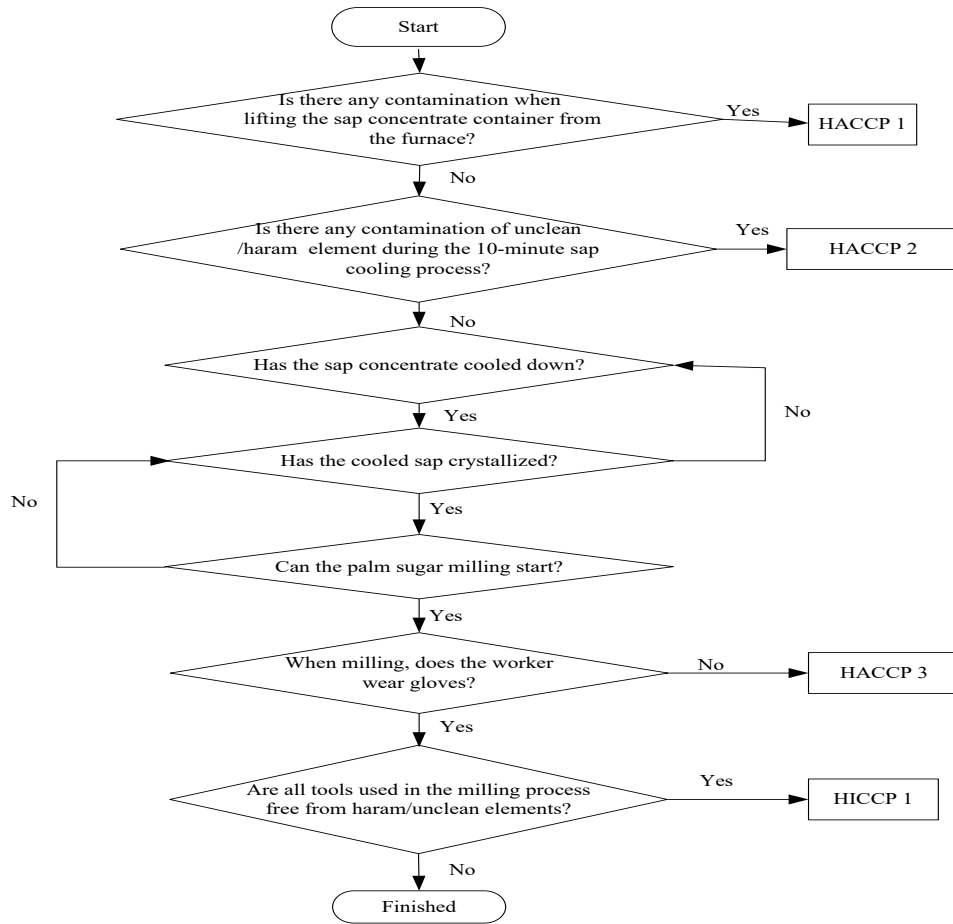 Start
Is there any contamination when
lifting the sap concentrate container from
the furnace?
Yes
HACCP 1
No
Is there any contamination of unclean
/haram element during the 10-minute sap
cooling process?
Yes
HACCP 2
No
Has the sap concentrate cooled down?
Yes
No
Has the cooled sap crystallized?
No
Yes
Can the palm sugar milling start?
Yes
When milling, does the worker
wear gloves?
No
HACCP 3
Yes
Are all tools used in the milling process
free from haram/unclean elements?
Yes
HICCP 1
No
Finished